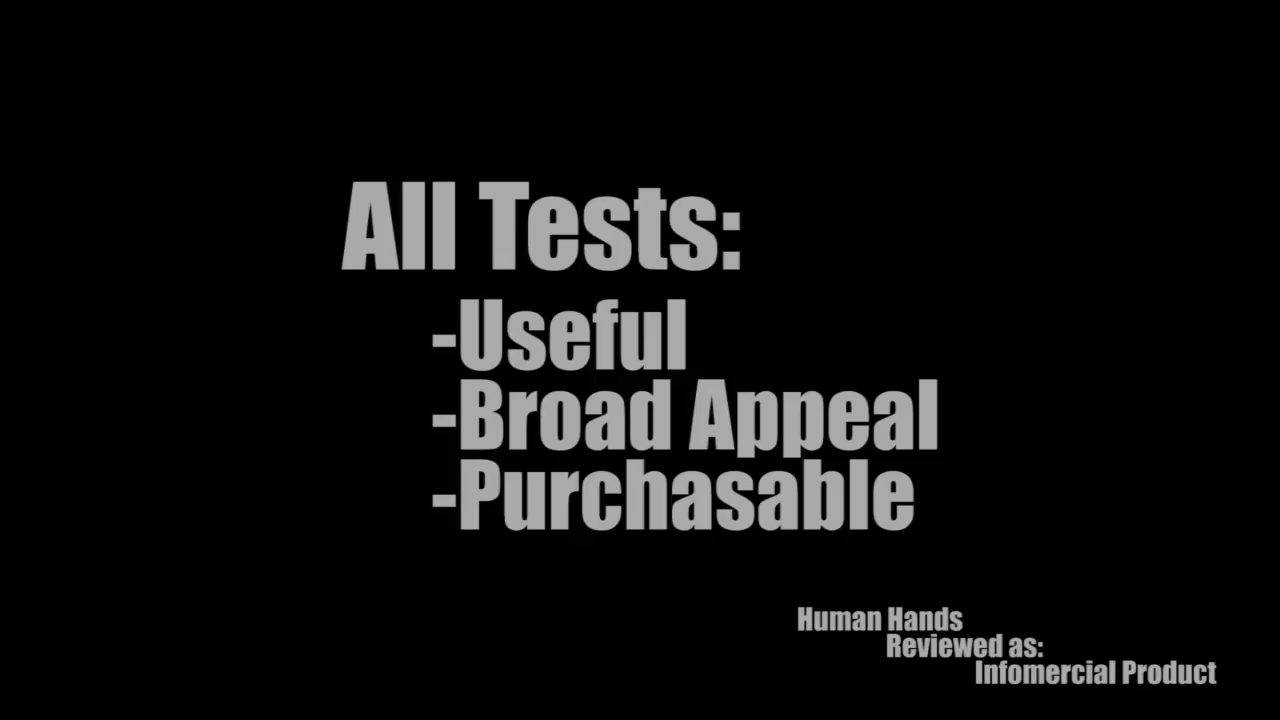 All Tests:
-Useful
-Broad Appeal
-Purchasable
Human Hands
Reviewed as:
Infomercial Product